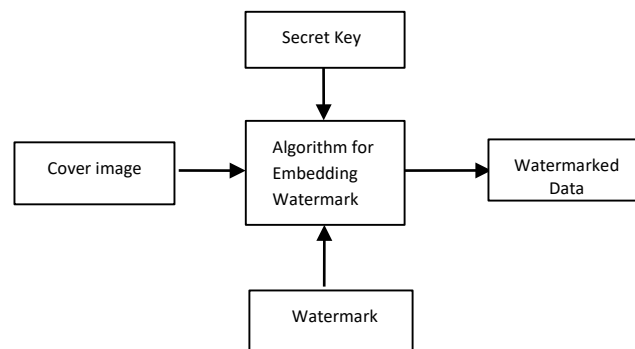 Secret Key
Cover image
Algorithm for
Embedding
Watermark
Watermarked
Data
Watermark